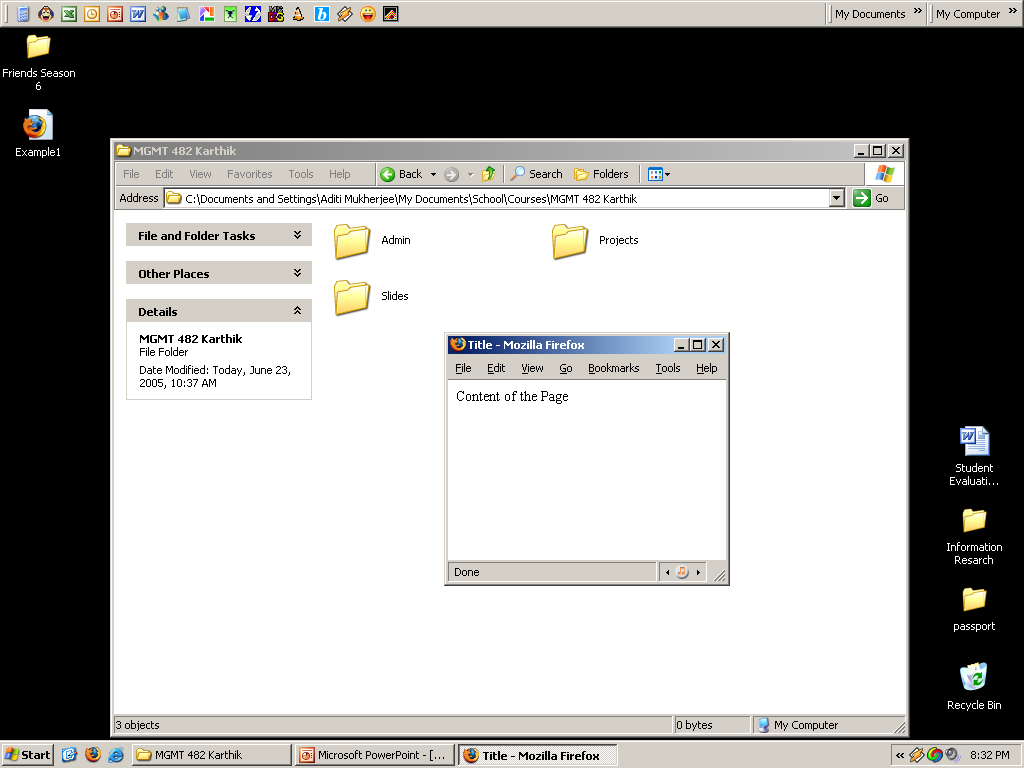 My Documents »
My Computer »
Friends Season
6
Example1
MGMT 482 Karthik
File Edit View Favorites Tools Help Back Search Folders
Address C:\Documents and Settings\Aditi Mukherjee\My Documents\School\Courses\MGMT 482 Karthik Go
File and Folder Tasks
Other Places
Details
MGMT 482 Karthik
File Folder
Date Modified: Today, June 23,
2005, 10:37 AM
Admin
Projects
Slides
Title - Mozilla Firefox
File Edit View Go Bookmarks Tools Help
Content of the Page
Done
3 objects
0 bytes
My Computer
Student
Evaluati...
Information
Resarch
passport
Recycle Bin
Start
MGMT 482 Karthik
Microsoft PowerPoint - [...
Title - Mozilla Firefox
« 8:32 PM